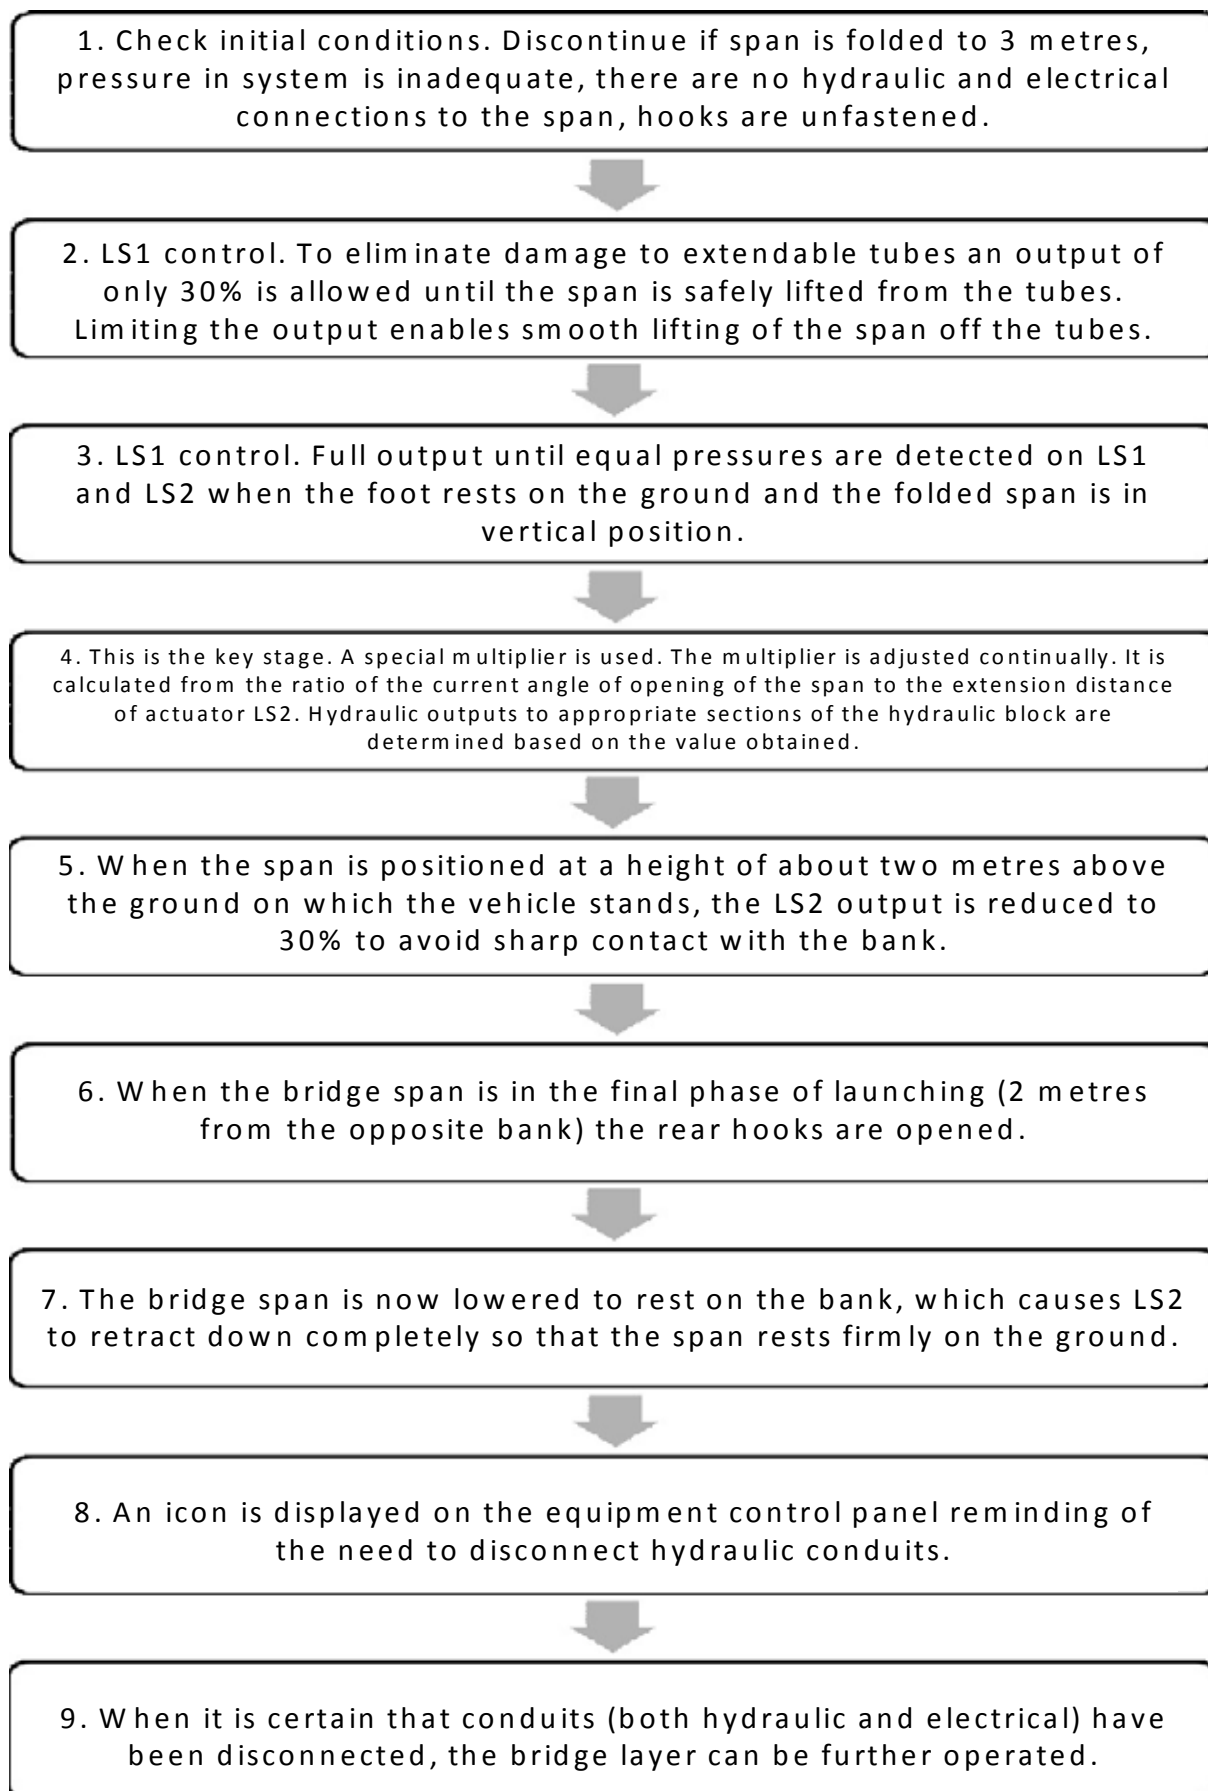 1. Check initial conditions. Discontinue if span is folded to 3 metres,
pressure in system is inadequate, there are no hydraulic and electrical
connections to the span, hooks are unfastened.
2. LS1 control. To eliminate damage to extendable tubes an output of
only 30% is allowed until the span is safely lifted from the tubes.
Limiting the output enables smooth lifting of the span off the tubes.
3. LS1 control. Full output until equal pressures are detected on LS1
and LS2 when the foot rests on the ground and the folded span is in
vertical position.
4. This is the key stage. A special multiplier is used. The multiplier is adjusted continually. It is
calculated from the ratio of the current angle of opening of the span to the extension distance
of actuator LS2. Hydraulic outputs to appropriate sections of the hydraulic block are
determined based on the value obtained.
5. When the span is positioned at a height of about two metres above
the ground on which the vehicle stands, the LS2 output is reduced to
30% to avoid sharp contact with the bank.
6. When the bridge span is in the final phase of launching (2 metres
from the opposite bank) the rear hooks are opened.
7. The bridge span is now lowered to rest on the bank, which causes LS2
to retract down completely so that the span rests firmly on the ground.
8. An icon is displayed on the equipment control panel reminding of
the need to disconnect hydraulic conduits.
9. When it is certain that conduits (both hydraulic and electrical) have
been disconnected, the bridge layer can be further operated.